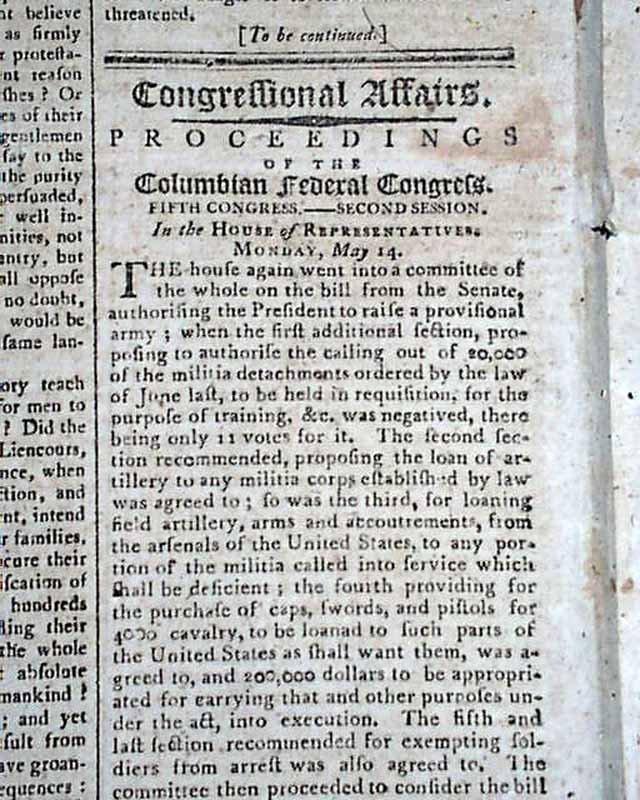 nt believe
as firmly
r protesta-
nt reason
shes ? Or
es of their
gentlemen
say to the
the purity
persuaded,
well in-
nities, not
antry, but
all oppose
no doubt,
would be
same lan-
ory teach
for men to
? Did the
Liencours,
nce, when
ction, and
nt, intend
r families.
cure their
ification of
hundreds
ling their
the whole
absolute
mankind ?
; and yet
sult from
ave groan-
equences :
threatened.
[To be continued.]
Congressional Affairs.
PROCEEDINGS
OF THE
Columbian Federal Congress.
FIFTH CONGRESS.—SECOND SESSION.
In the HOUSE of REPRESENTATIVES.
MONDAY, May 14.
THE house again went into a committee of
the whole on the bill from the Senate,
authorising the President to raise a provisional
army ; when the first additional section, pro-
posing to authorise the calling out of 20,000
of the militia detachments ordered by the law
of June last, to be held in requisition, for the
purpose of training, &c. was negatived, there
being only 11 votes for it. The second sec-
tion recommended, proposing the loan of ar-
tillery to any militia corps established by law
was agreed to ; so was the third, for loaning
field artillery, arms and accoutrements, from
the arsenals of the United States, to any por-
tion of the militia called into service which
shall be deficient ; the fourth providing for
the purchase of caps, swords, and pistols for
4000 cavalry, to be loanad to such parts of
the United States as shall want them, was a-
greed to, and 200,000 dollars to be appropri-
ated for carrying that and other purposes un-
der the act, into execution. The fifth and
last section recommended for exempting sol-
diers from arrest was also agreed to. The
committee then proceeded to consider the bill